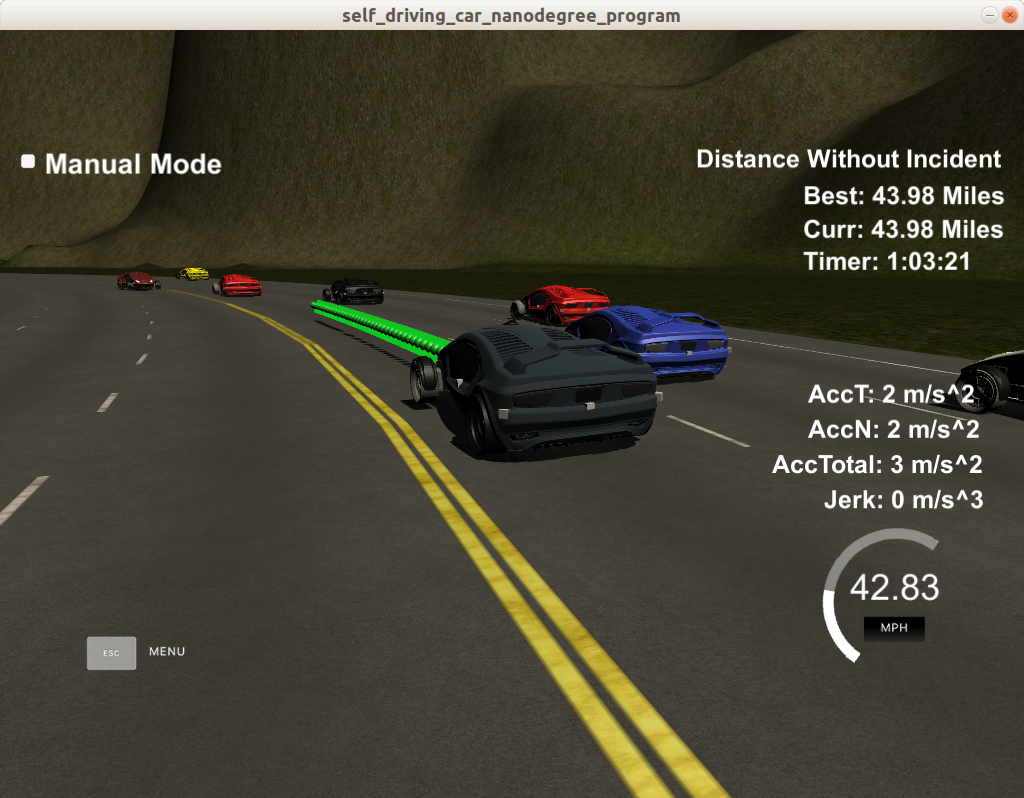 self_driving_car_nanodegree_program
Manual Mode
Distance Without Incident
Best: 43.98 Miles
Curr: 43.98 Miles
Timer: 1:03:21
AccT: 2 m/s^2
AccN: 2 m/s^2
AccTotal: 3 m/s^2
Jerk: 0 m/s^3
42.83
MPH
ESC MENU